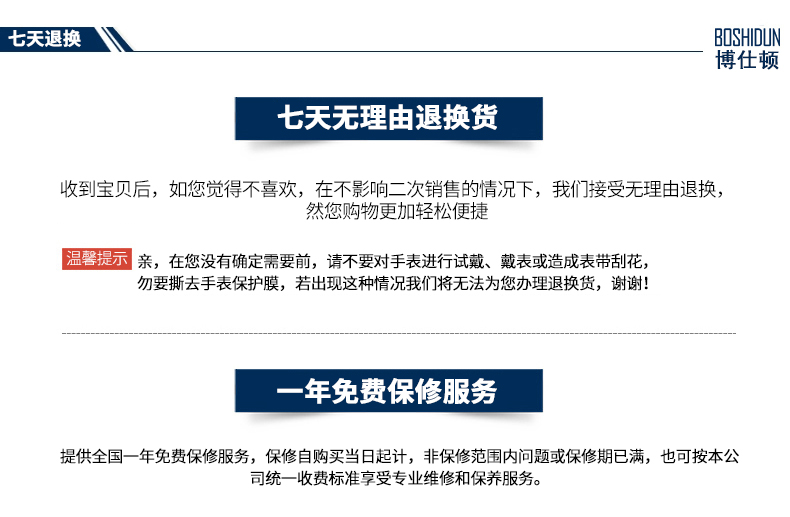 七天退换
BOSHIDUN
博仕顿
七天无理由退换货
收到宝贝后，如您觉得不喜欢，在不影响二次销售的情况下，我们接受无理由退换，
然您购物更加轻松便捷
温馨提示
亲，在您没有确定需要前，请不要对手表进行试戴、戴表或造成表带刮花，
勿要撕去手表保护膜，若出现这种情况我们将无法为您办理退换货，谢谢！
一年免费保修服务
提供全国一年免费保修服务，保修自购买当日起计，非保修范围内问题或保修期已满，也可按本公
司统一收费标准享受专业维修和保养服务。